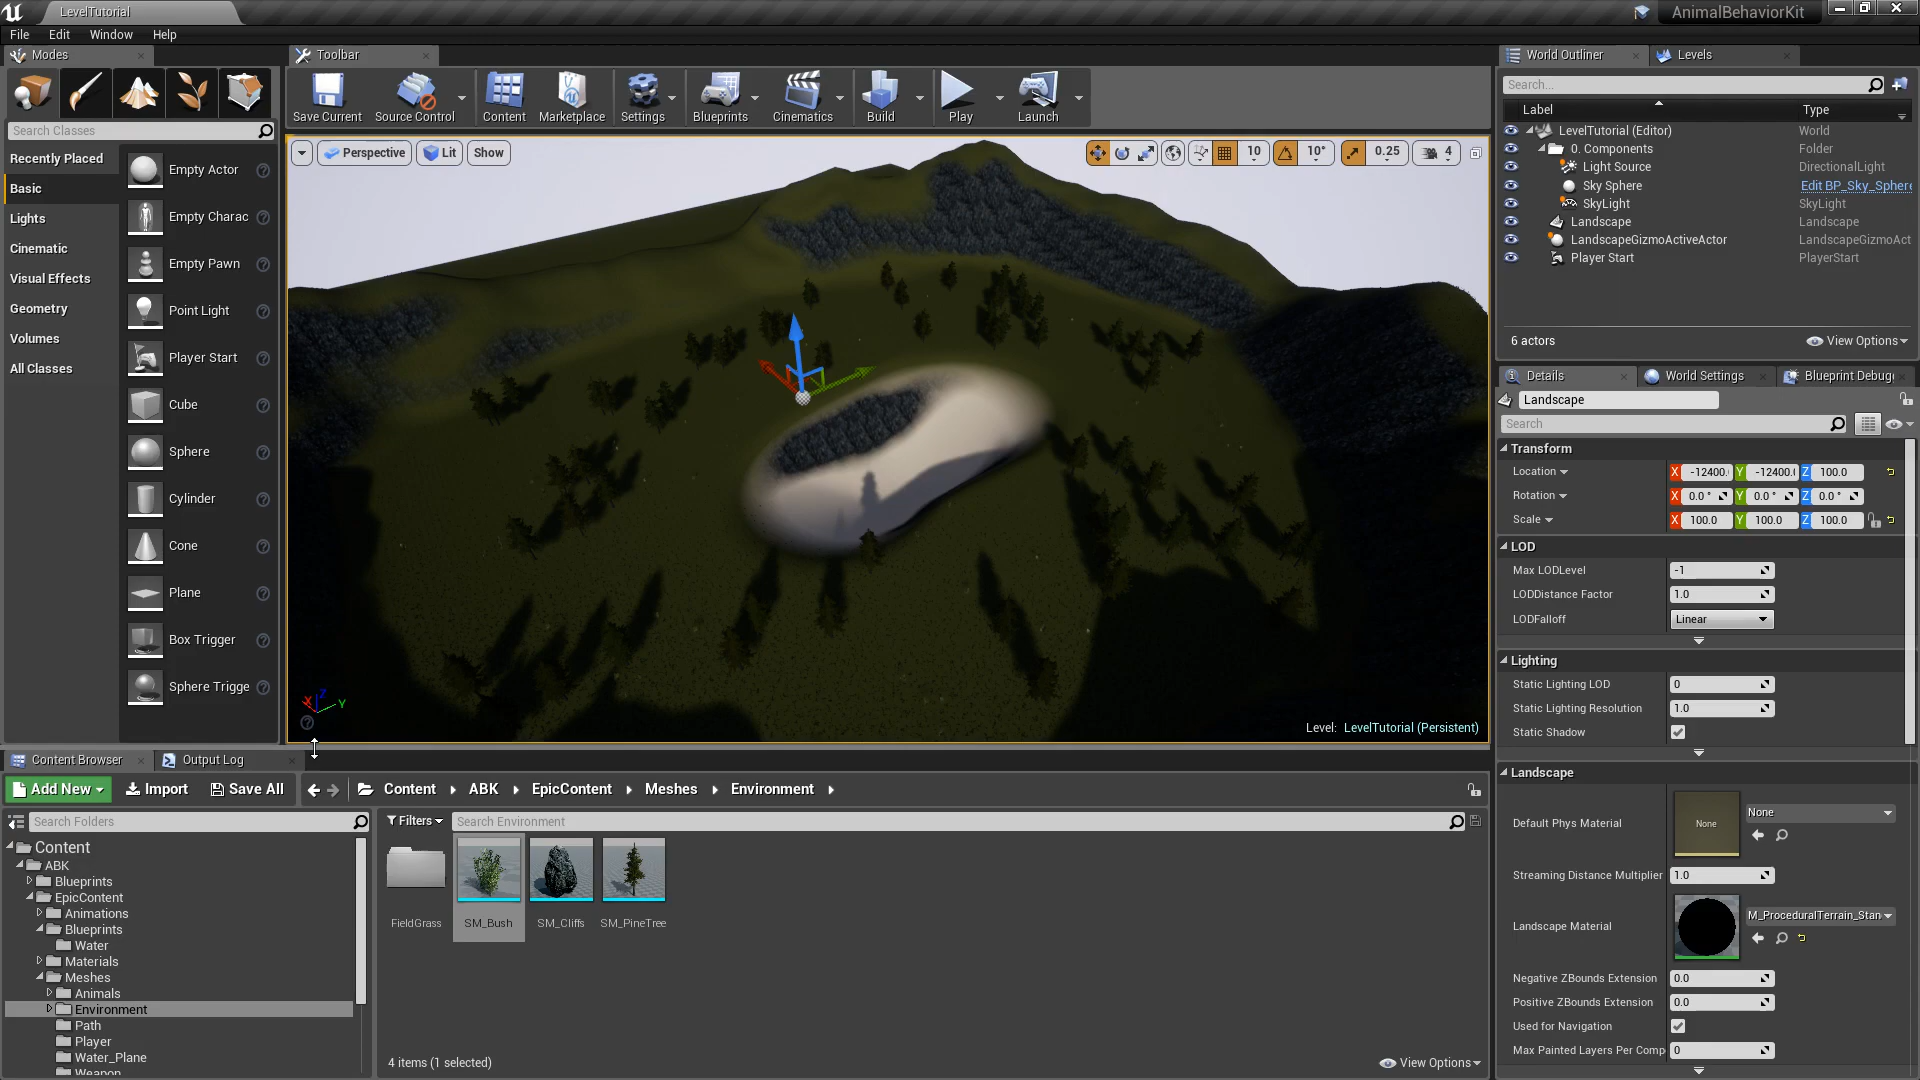 LevelTutorial
AnimalBehaviorKit
File Edit Window Help
Modes
Toolbar
World Outliner
Levels
Save Current
Source Control
Content
Marketplace
Settings
Blueprints
Cinematics
Build
Play
Launch
Search...
Label Type
Search Classes
Recently Placed
Basic
Lights
Cinematic
Visual Effects
Geometry
Volumes
All Classes
Empty Actor
Empty Charac
Empty Pawn
Point Light
Player Start
Cube
Sphere
Cylinder
Cone
Plane
Box Trigger
Sphere Trigge
Perspective Lit Show
10 10° 0.25 4
X Z Y
Level: LevelTutorial (Persistent)
LevelTutorial (Editor) World
0. Components Folder
Light Source DirectionalLight
Sky Sphere Edit BP_Sky_Sphere
SkyLight SkyLight
Landscape Landscape
LandscapeGizmoActiveActor LandscapeGizmoAct
Player Start PlayerStart
6 actors View Options
Details
World Settings
Blueprint Debug
Landscape
Search
Transform
Location X -12400. Y -12400.( Z 100.0
Rotation X 0.0 ° Y 0.0 ° Z 0.0 °
Scale X 100.0 Y 100.0 Z 100.0
LOD
Max LODLevel -1
LODDistance Factor 1.0
LODFalloff Linear
Lighting
Static Lighting LOD 0
Static Lighting Resolution 1.0
Static Shadow
Landscape
Default Phys Material None None
Streaming Distance Multiplier 1.0
Landscape Material M_ProceduralTerrain_Stan
Negative ZBounds Extension 0.0
Positive ZBounds Extension 0.0
Used for Navigation
Max Painted Layers Per Comp 0
Content Browser
Output Log
Add New Import Save All Content ABK EpicContent Meshes Environment
Search Folders
Filters Search Environment
Content
ABK
Blueprints
EpicContent
Animations
Blueprints
Water
Materials
Meshes
Animals
Environment
Path
Player
Water_Plane
Weapon
FieldGrass SM_Bush SM_Cliffs SM_PineTree
4 items (1 selected) View Options